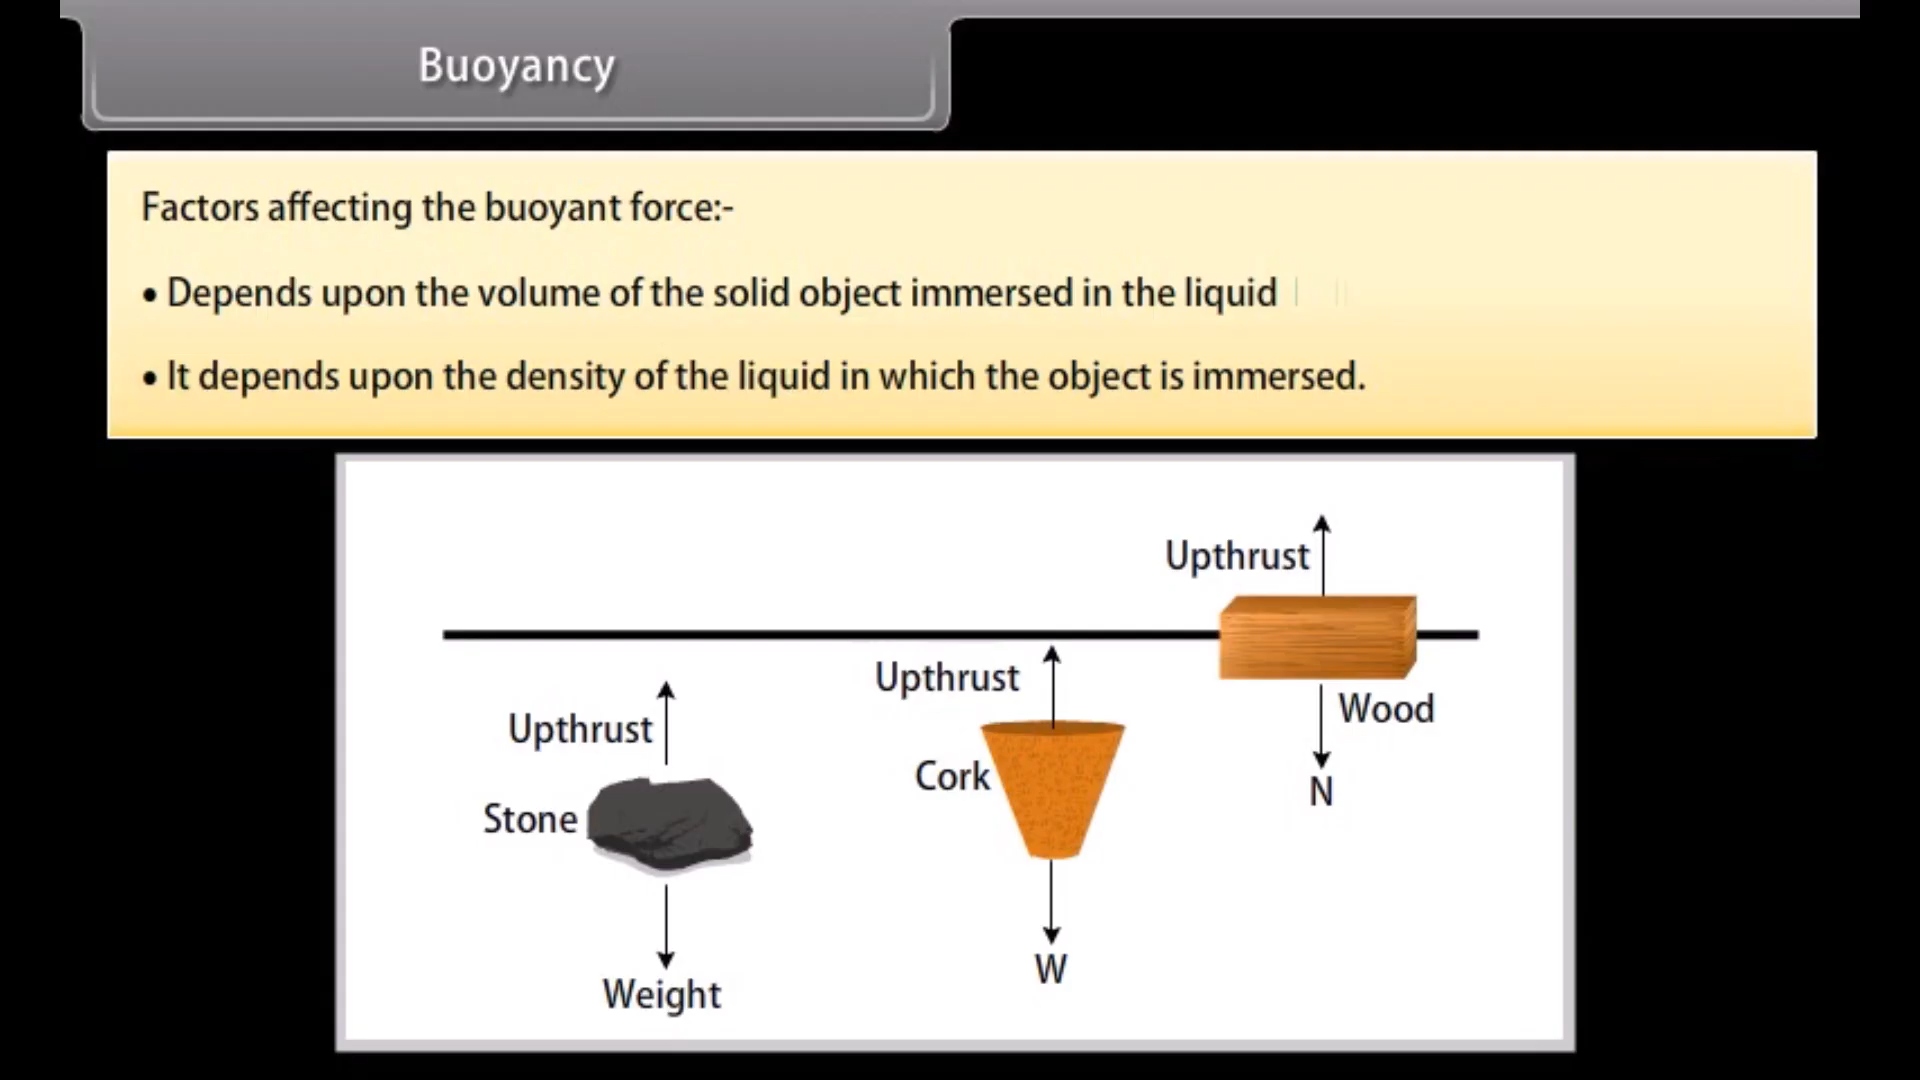 Buoyancy
Factors affecting the buoyant force:-
• Depends upon the volume of the solid object immersed in the liquid
• It depends upon the density of the liquid in which the object is immersed.
Upthrust
Upthrust
Wood
Upthrust
Cork
N
Stone
W
Weight